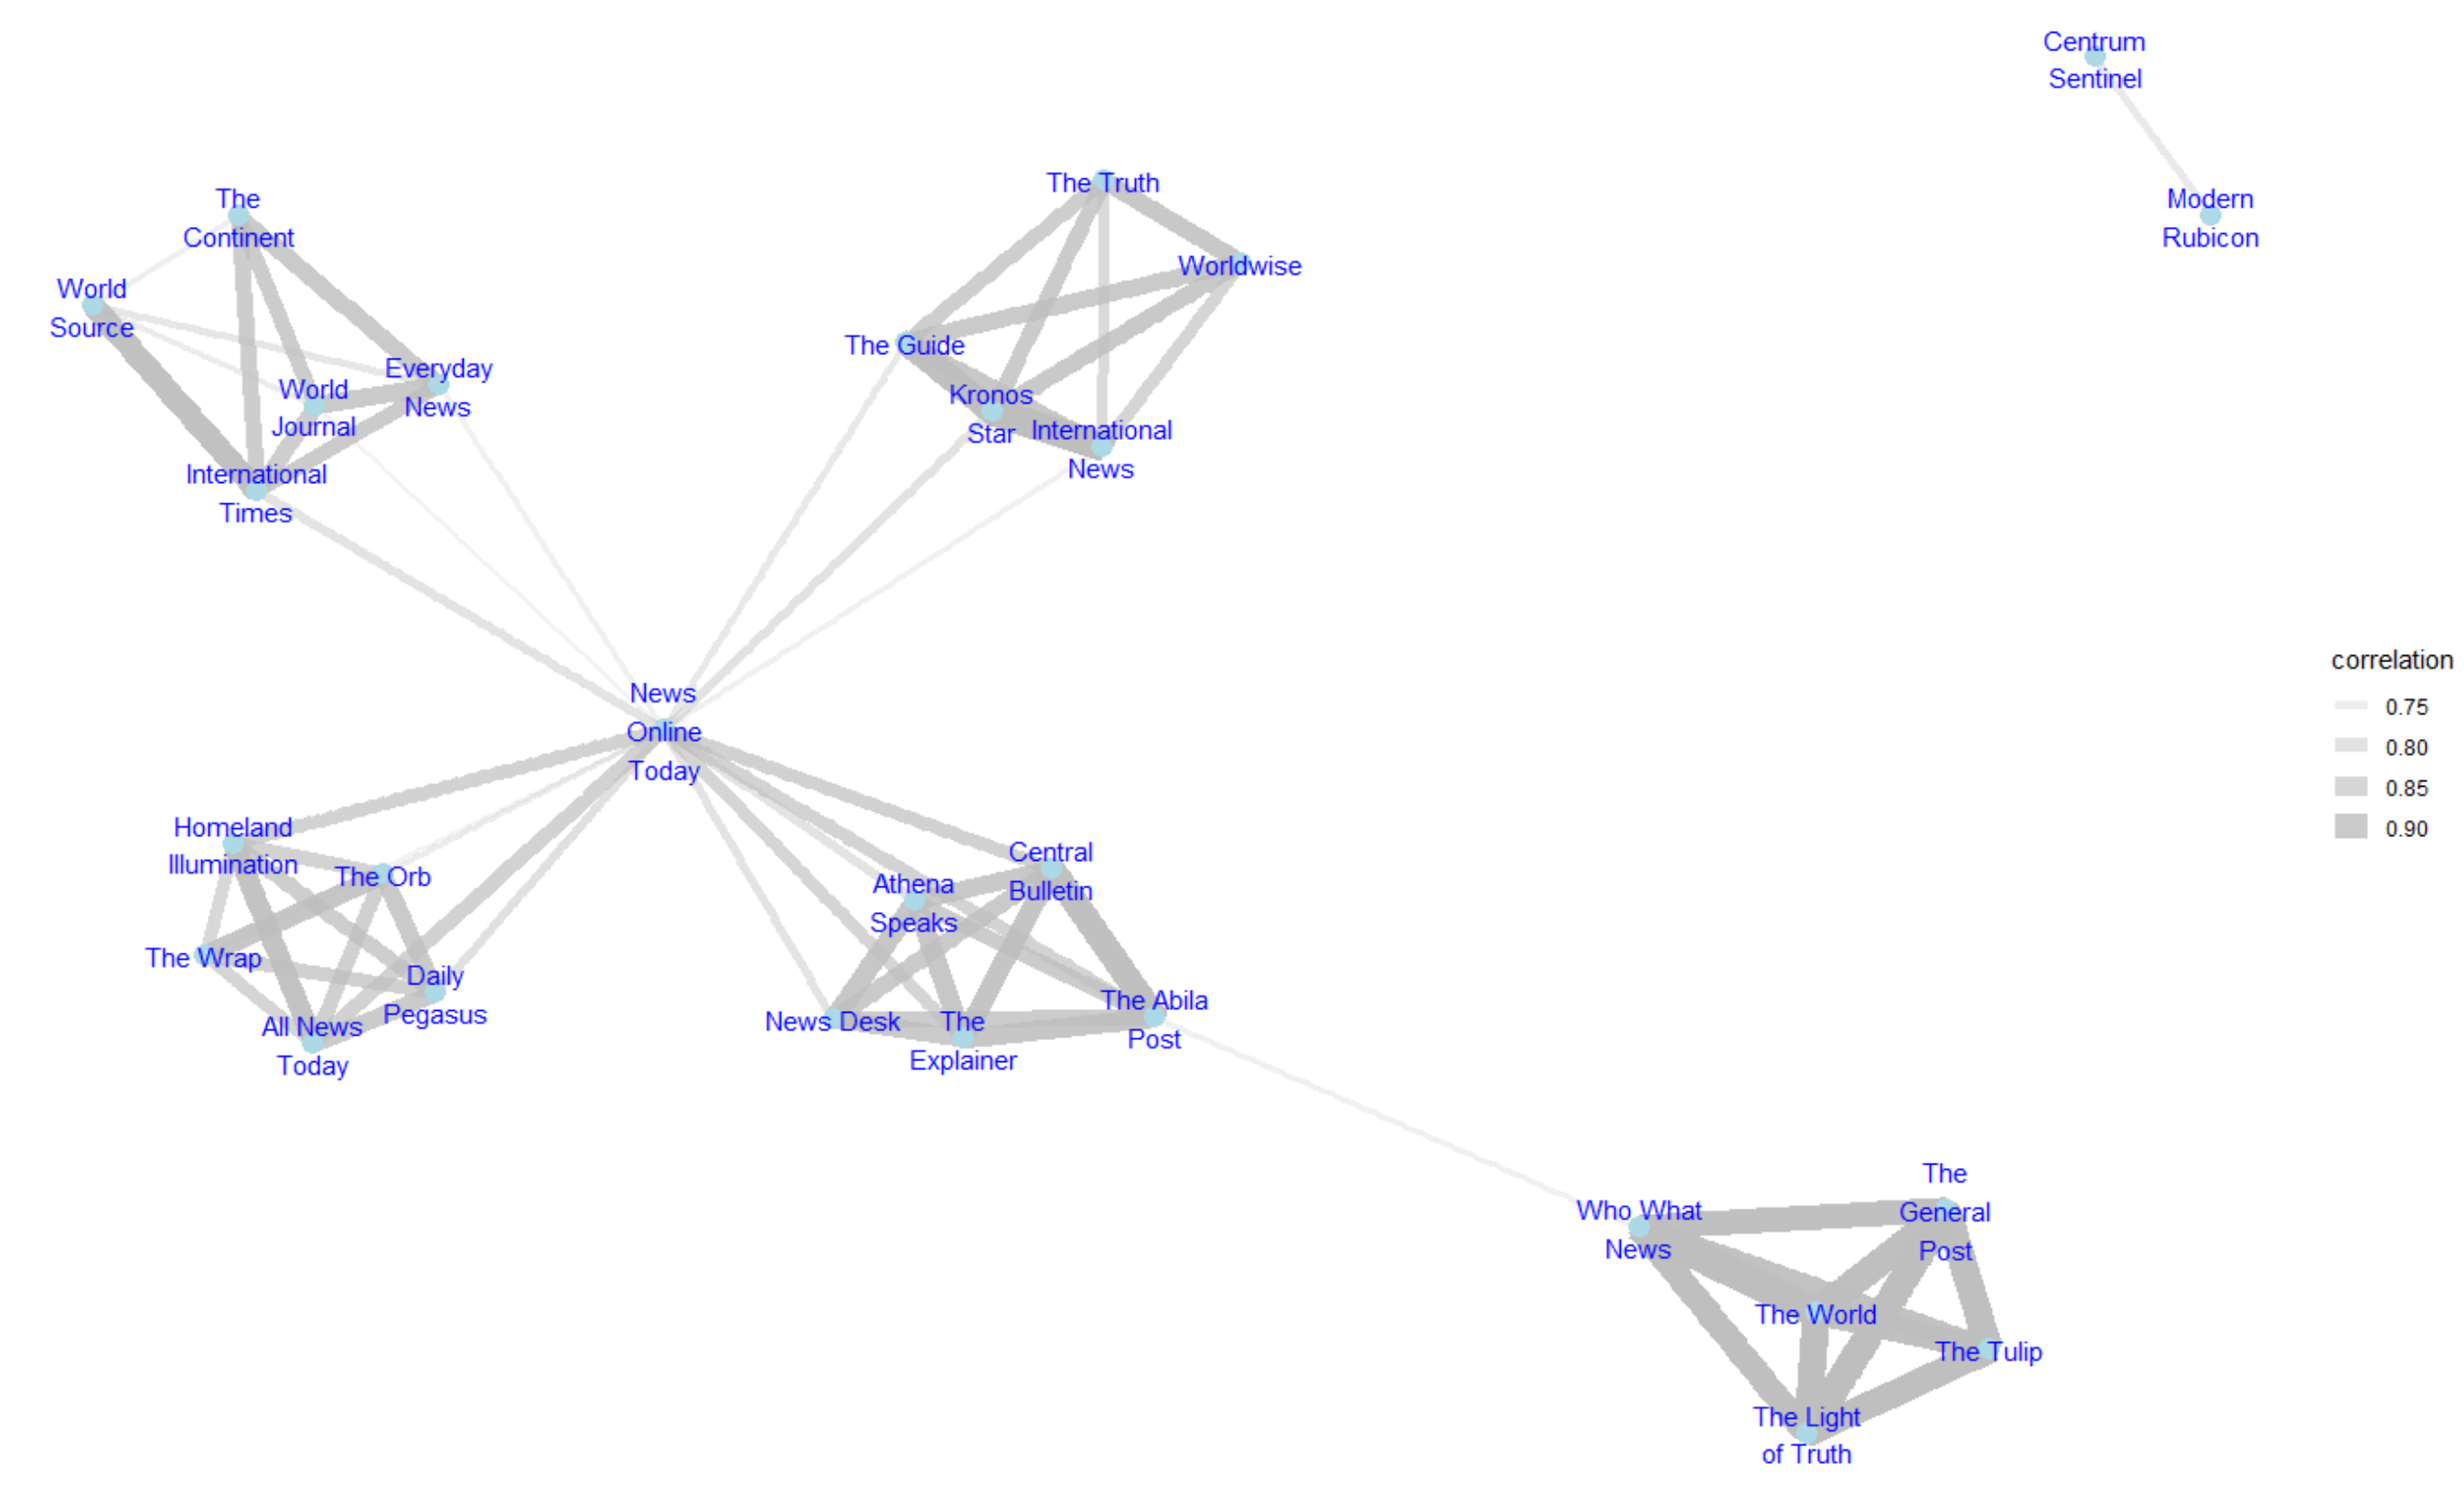 Centrum
Sentinel
Modern
Rubicon
The
Continent
World
Source
World
Journal
Everyday
News
International
Times
The Truth
Worldwise
The Guide
Kronos
Star
International
News
News
Online
Today
correlation
0.75
0.80
0.85
0.90
Homeland
Illumination
The Orb
The Wrap
Daily
Pegasus
All News
Today
Central
Bulletin
Athena
Speaks
News Desk
The
Explainer
The Abila
Post
Who What
News
The
General
Post
The World
The Tulip
The Light
of Truth